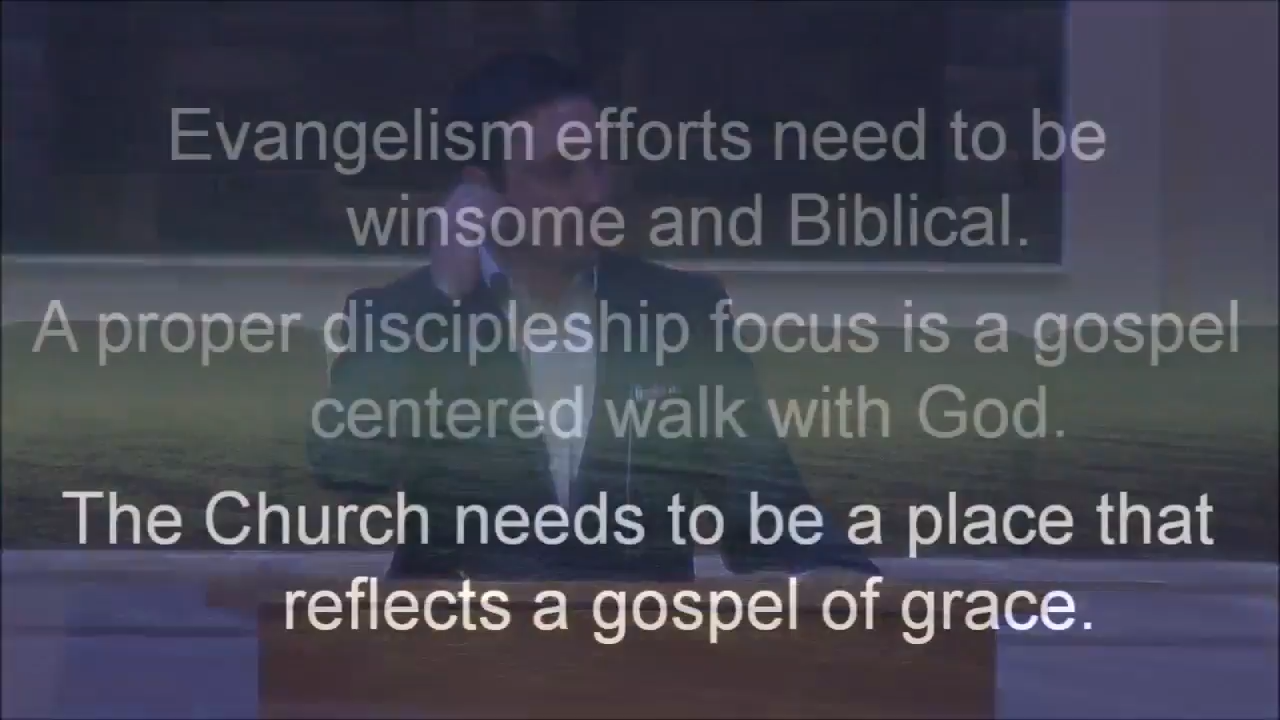 Evangelism efforts need to be
winsome and Biblical.
A proper discipleship focus is a gospel
centered walk with God.
The Church needs to be a place that
reflects a gospel of grace.